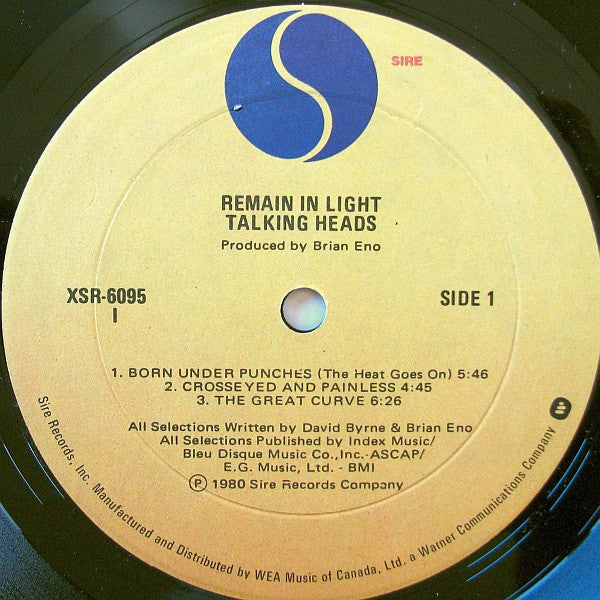 SIRE
REMAIN IN LIGHT
TALKING HEADS
Produced by Brian Eno
XSR-6095
I
SIDE 1
1. BORN UNDER PUNCHES (The Heat Goes On) 5:46
2. CROSSEYED AND PAINLESS 4:45
3. THE GREAT CURVE 6:26
All Selections Written by David Byrne & Brian Eno
All Selections Published by Index Music/
Bleu Disque Music Co.,Inc.-ASCAP/
E.G. Music, Ltd. - BMI
Ⓟ 1980 Sire Records Company
Sire Records, Inc. Manufactured and Distributed by WEA Music of Canada, Ltd. a Warner Communications Company